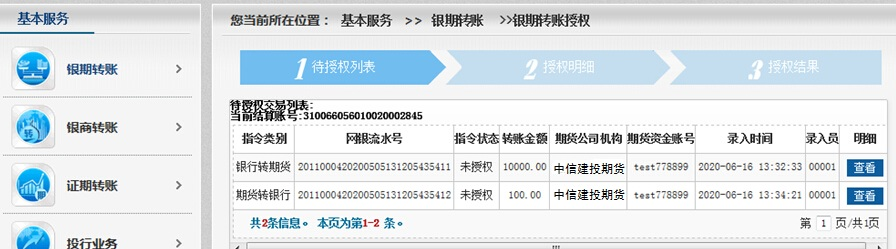 基本服务
银期转账
银商转账
证期转账
投行业务
您当前所在位置： 基本服务 >> 银期转账 >>银期转账授权
1 待授权列表 2 授权明细 3 授权结果
待授权交易列表:
当前结算账号:310066056010020002845
指令类别 网银流水号 指令状态 转账金额 期货公司机构 期货资金账号 录入时间 录入员 明细
银行转期货 2011000420200505131205435411 未授权 10000.00 中信建投期货 test778899 2020-06-16 13:32:33 00001 查看
期货转银行 2011000420200505131205435412 未授权 100.00 中信建投期货 test778899 2020-06-16 13:34:21 00001 查看
共2条信息。 本页为第1-2 条。 第 1 页/共1页